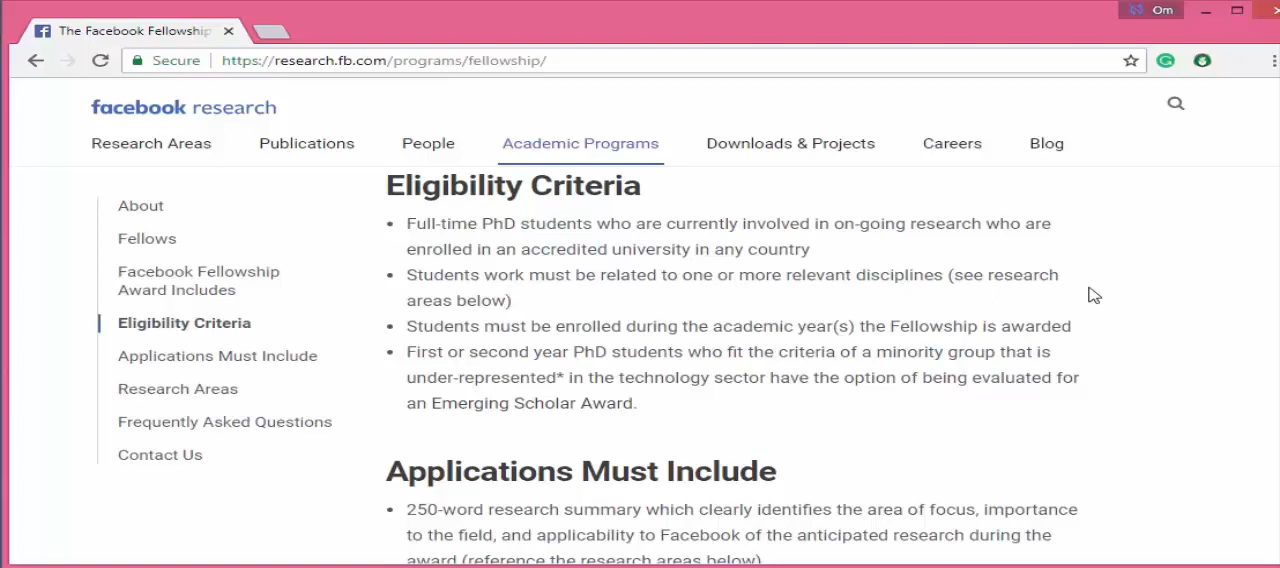 Om
The Facebook Fellowship
Secure https://research.fb.com/programs/fellowship/
facebook research
Research Areas Publications People Academic Programs Downloads & Projects Careers Blog
About
Fellows
Facebook Fellowship
Award Includes
Eligibility Criteria
Applications Must Include
Research Areas
Frequently Asked Questions
Contact Us
Eligibility Criteria
• Full-time PhD students who are currently involved in on-going research who are
enrolled in an accredited university in any country
• Students work must be related to one or more relevant disciplines (see research
areas below)
• Students must be enrolled during the academic year(s) the Fellowship is awarded
• First or second year PhD students who fit the criteria of a minority group that is
under-represented* in the technology sector have the option of being evaluated for
an Emerging Scholar Award.
Applications Must Include
• 250-word research summary which clearly identifies the area of focus, importance
to the field, and applicability to Facebook of the anticipated research during the
award (reference the research areas below)